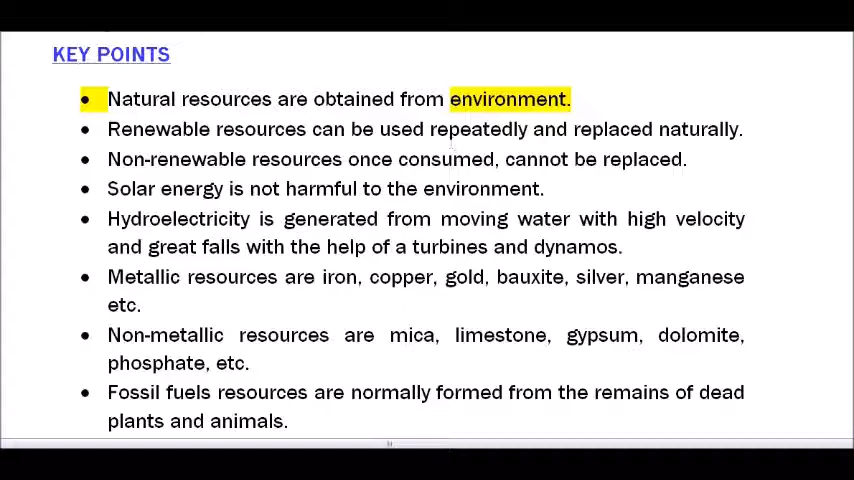 KEY POINTS
• Natural resources are obtained from environment.
• Renewable resources can be used repeatedly and replaced naturally.
• Non-renewable resources once consumed, cannot be replaced.
• Solar energy is not harmful to the environment.
• Hydroelectricity is generated from moving water with high velocity
and great falls with the help of a turbines and dynamos.
• Metallic resources are iron, copper, gold, bauxite, silver, manganese
etc.
• Non-metallic resources are mica, limestone, gypsum, dolomite,
phosphate, etc.
• Fossil fuels resources are normally formed from the remains of dead
plants and animals.